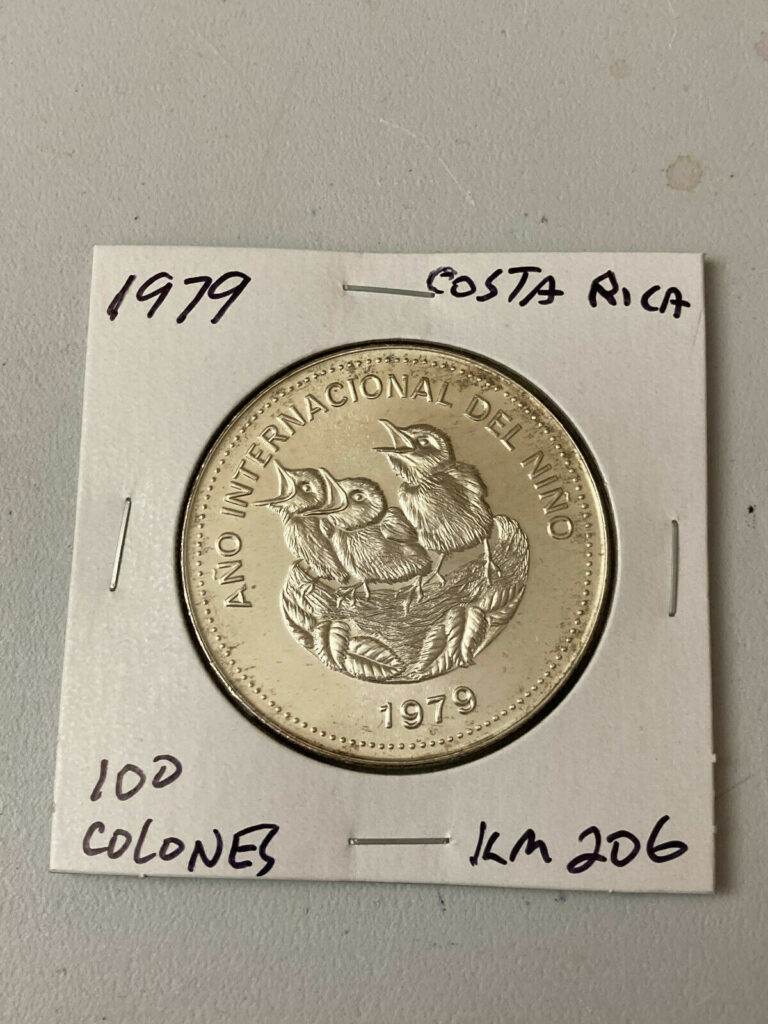 1979
COSTA RICA
AÑO INTERNACIONAL DEL NIÑO
1979
100
COLONES
KM 206